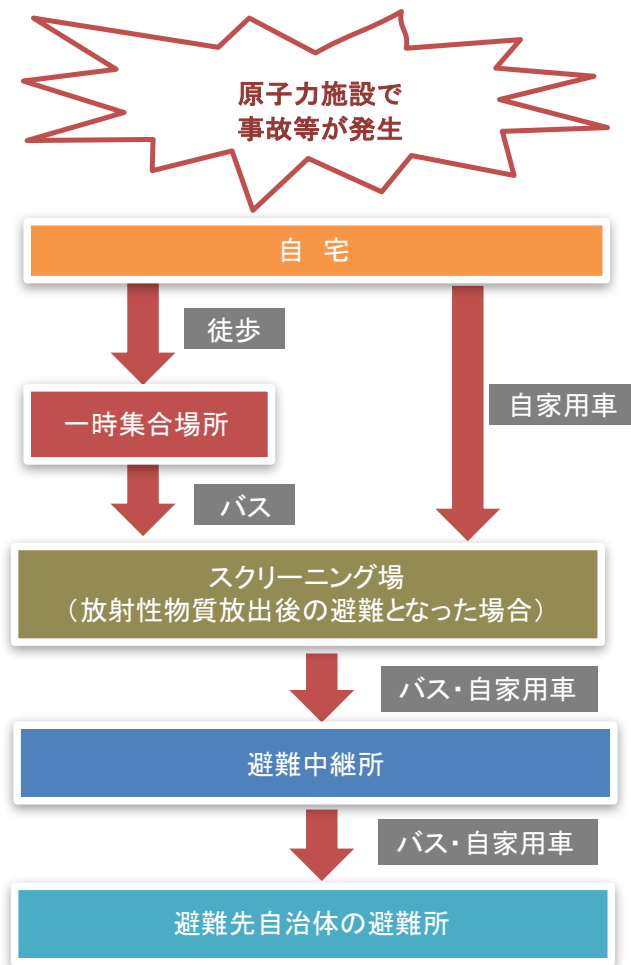 原子力施設で
事故等が発生
自 宅
徒歩
自家用車
一時集合場所
バス
スクリーニング場
（放射性物質放出後の避難となった場合）
バス・自家用車
避難中継所
バス・自家用車
避難先自治体の避難所